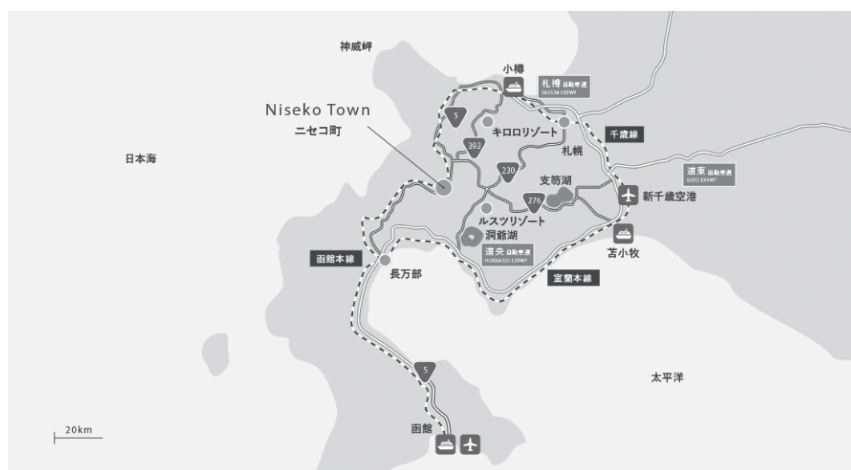 神威岬
小樽
札樽自動車道
SASSON EXPWY
Niseko Town
ニセコ町
5
キロロリゾート
千歳線
393
札幌
日本海
230
道東自動車道
DOTO EXPWY
支笏湖
276
新千歳空港
ルスツリゾート
洞爺湖
苫小牧
函館本線
道央自動車道
HOKKAIDO EXPWY
長万部
室蘭本線
5
太平洋
20km
函館